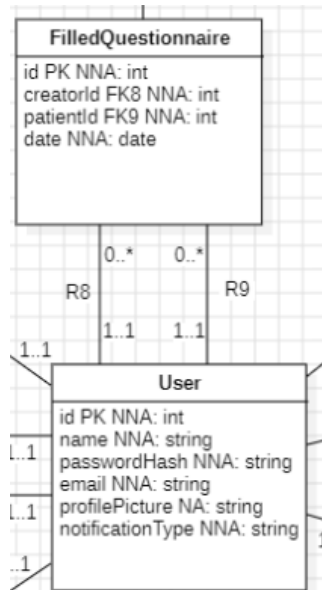 FilledQuestionnaire
id PK NNA: int
creatorId FK8 NNA: int
patientId FK9 NNA: int
date NNA: date
0..* 0..*
R8 R9
1..1 1..1
1..1
User
id PK NNA: int
name NNA: string
passwordHash NNA: string
email NNA: string
profilePicture NA: string
notificationType NNA: string